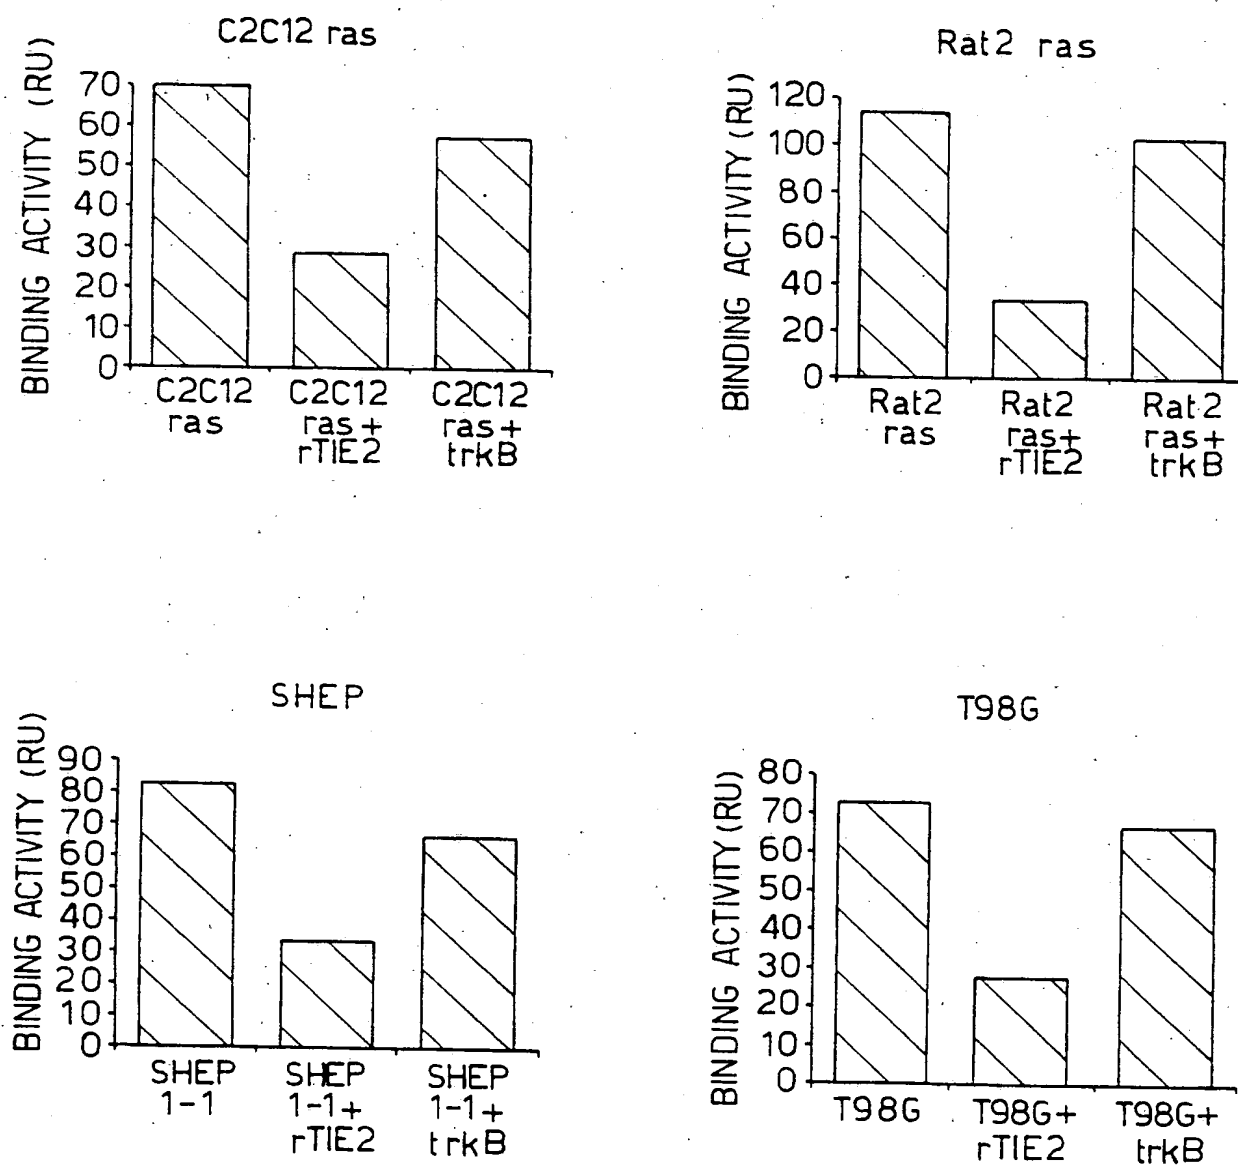 C2C12 ras
BINDING ACTIVITY (RU)
70
60
50
40
30
20
10
0
C2C12
ras
C2C12
ras+
rTIE2
C2C12
ras+
trkB
Rat2 ras
BINDING ACTIVITY (RU)
120
100
80
60
40
20
0
Rat2
ras
Rat2
ras+
rTIE2
Rat2
ras+
trkB
SHEP
BINDING ACTIVITY (RU)
90
80
70
60
50
40
30
20
10
0
SHEP
1-1
SHEP
1-1+
rTIE2
SHEP
1-1+
trkB
T98G
BINDING ACTIVITY (RU)
80
70
60
50
40
30
20
10
0
T98G
T98G+
rTIE2
T98G+
trkB